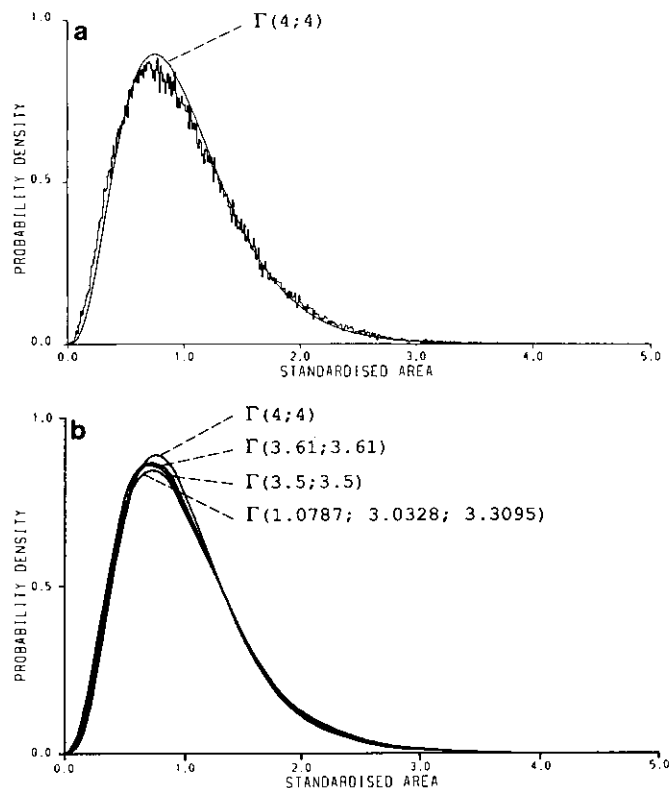 a
Γ(4;4)
1.0
0.5
0.0
PROBABILITY DENSITY
0.0 1.0 2.0 3.0 4.0 5.0
STANDARDISED AREA
b
Γ(4;4)
Γ(3.61;3.61)
Γ(3.5;3.5)
Γ(1.0787; 3.0328; 3.3095)
1.0
0.5
0.0
PROBABILITY DENSITY
0.0 1.0 2.0 3.0 4.0 5.0
STANDARDISED AREA